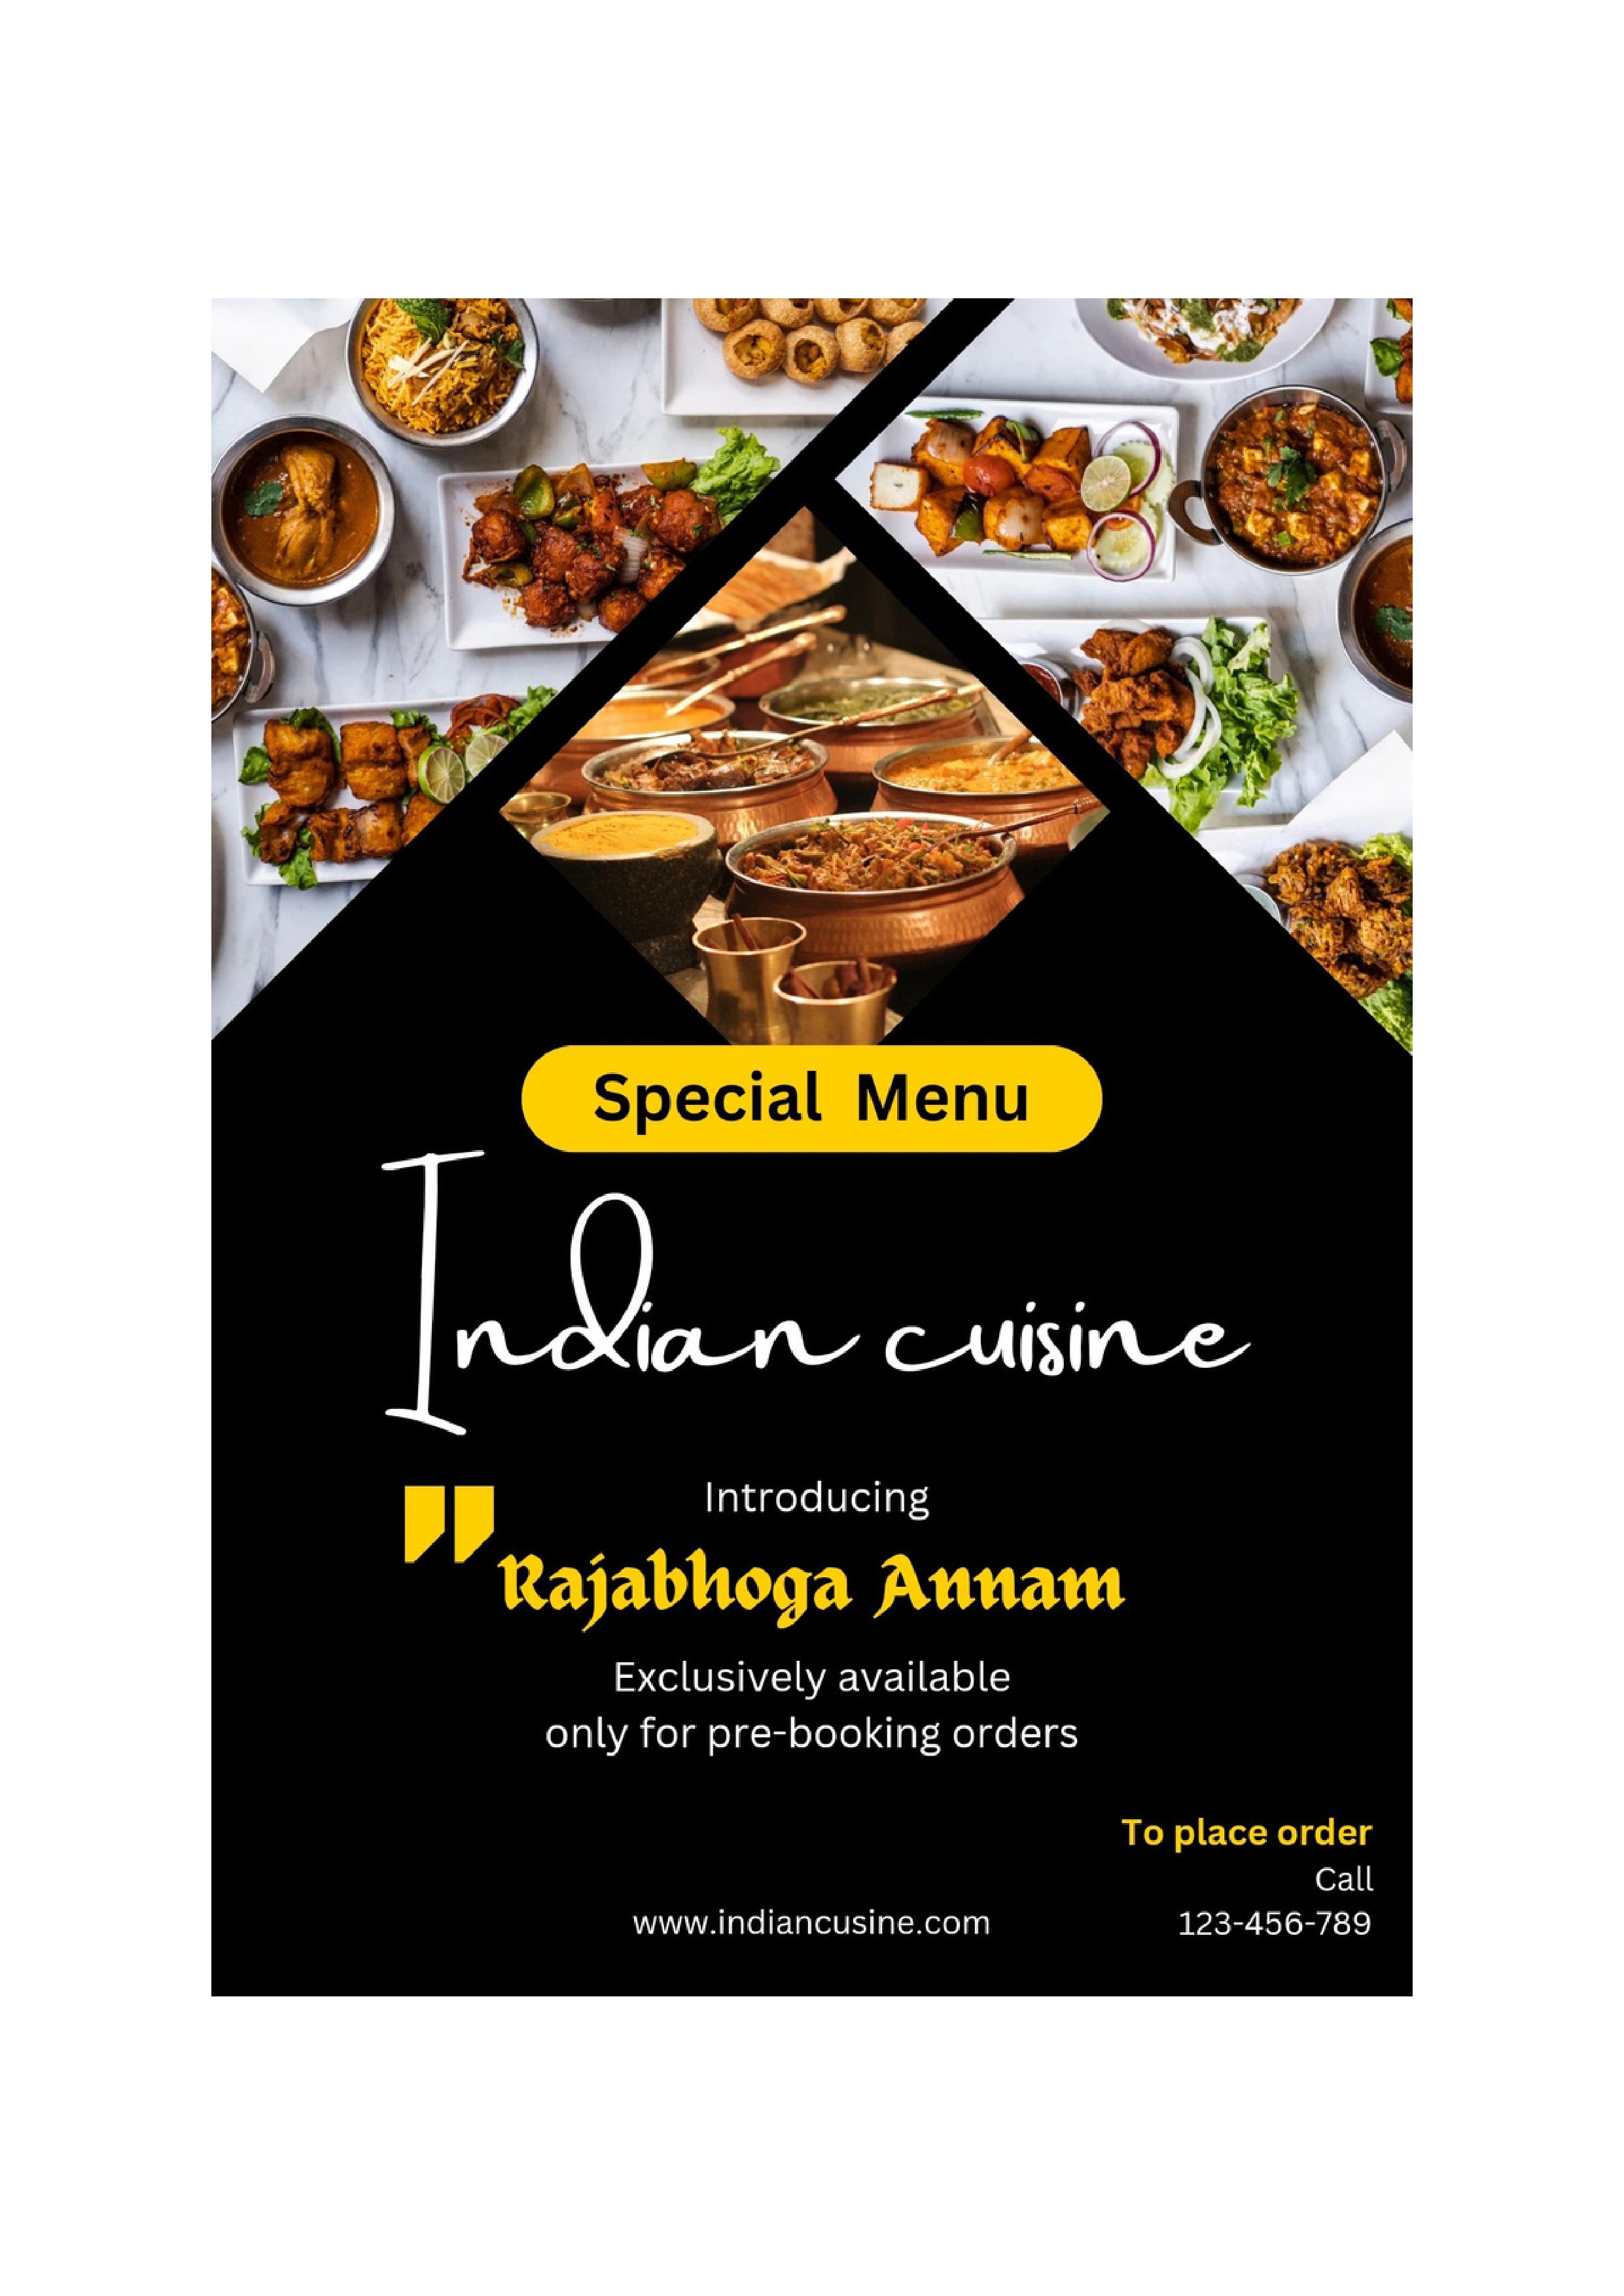 Special Menu
Indian cuisine
Introducing
"Rajabhoga Annam
Exclusively available
only for pre-booking orders
To place order
Call
www.indiancusine.com
123-456-789